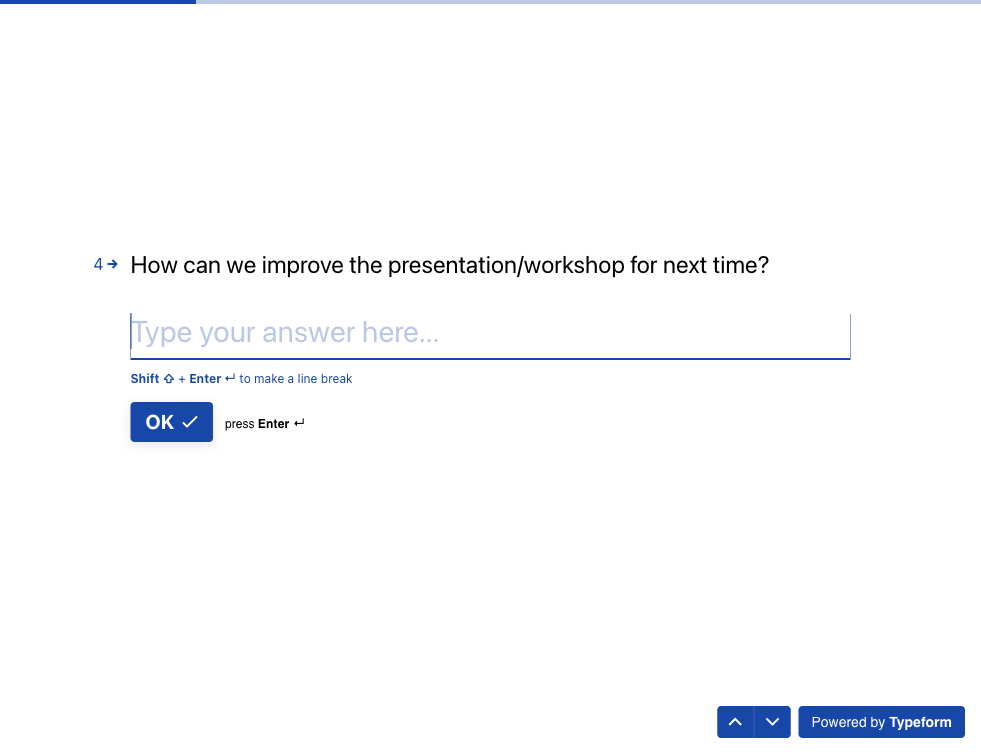 4 How can we improve the presentation/workshop for next time?
Type your answer here...
Shift ⇧ + Enter ↵ to make a line break
OK press Enter ↵
Powered by Typeform